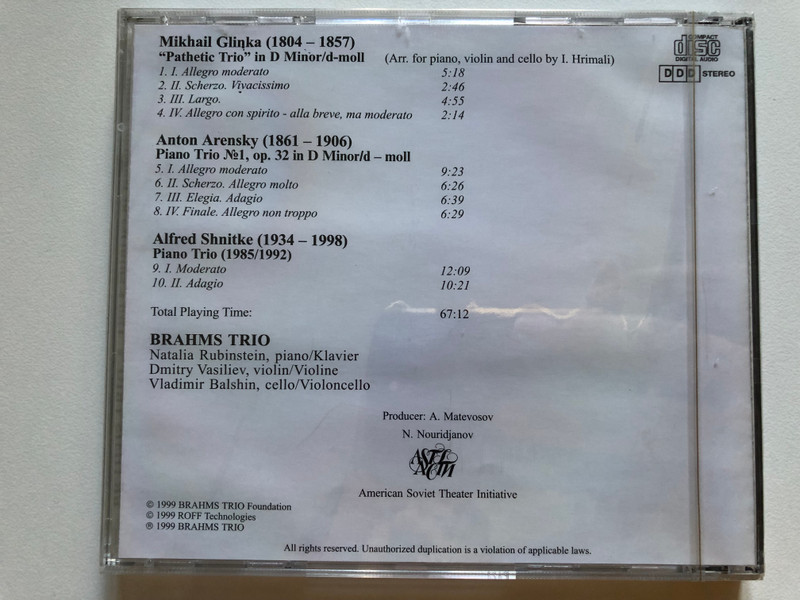 Mikhail Glinka (1804 – 1857)
"Pathetic Trio" in D Minor/d-moll (Arr. for piano, violin and cello by I. Hrimali)
1. I. Allegro moderato 5:18
2. II. Scherzo. Vivacissimo 2:46
3. III. Largo. 4:55
4. IV. Allegro con spirito - alla breve, ma moderato 2:14
COMPACT
disc
DIGITAL AUDIO
DDD STEREO
Anton Arensky (1861 – 1906)
Piano Trio №1, op. 32 in D Minor/d – moll
5. I. Allegro moderato 9:23
6. II. Scherzo. Allegro molto 6:26
7. III. Elegia. Adagio 6:39
8. IV. Finale. Allegro non troppo 6:29
Alfred Shnitke (1934 – 1998)
Piano Trio (1985/1992)
9. I. Moderato 12:09
10. II. Adagio 10:21
Total Playing Time: 67:12
BRAHMS TRIO
Natalia Rubinstein, piano/Klavier
Dmitry Vasiliev, violin/Violine
Vladimir Balshin, cello/Violoncello
Producer: A. Matevosov
N. Nouridjanov
American Soviet Theater Initiative
© 1999 BRAHMS TRIO Foundation
© 1999 ROFF Technologies
℗ 1999 BRAHMS TRIO
All rights reserved. Unauthorized duplication is a violation of applicable laws.